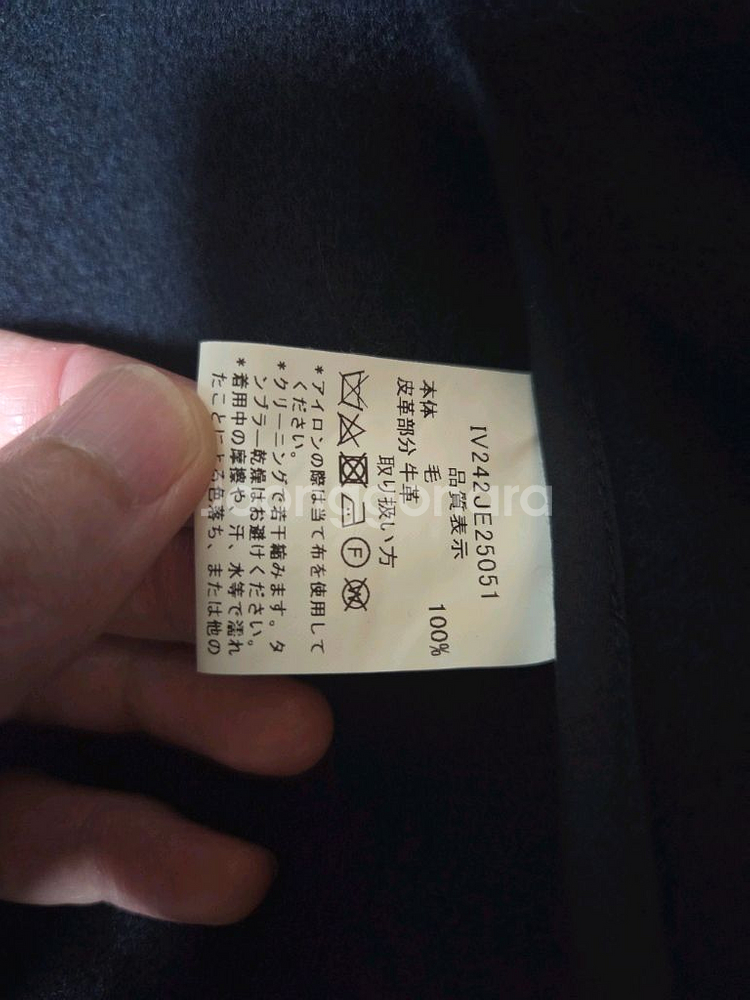 IV242JE25051
品質表示
本体 毛 100%
皮革部分 牛革
取り扱い方
F
W
*アイロンの際は当て布を使用して
ください。
*クリーニングで若干縮みます。タ
ンブラー乾燥はお避けください。
*着用中の摩擦や、汗、水等で濡れ
たことによる色落ち、または他の
joonggonara